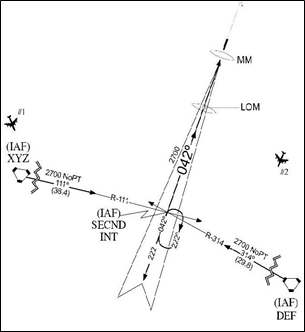 MM
LOM
#1
#2
(IAF)
XYZ
2700 NoPT
111°
(38.4)
R-111
2700
042°
(IAF)
SECND
INT
042°
222
222°
R-314
2700 NoPT
314°
(29.8)
(IAF)
DEF